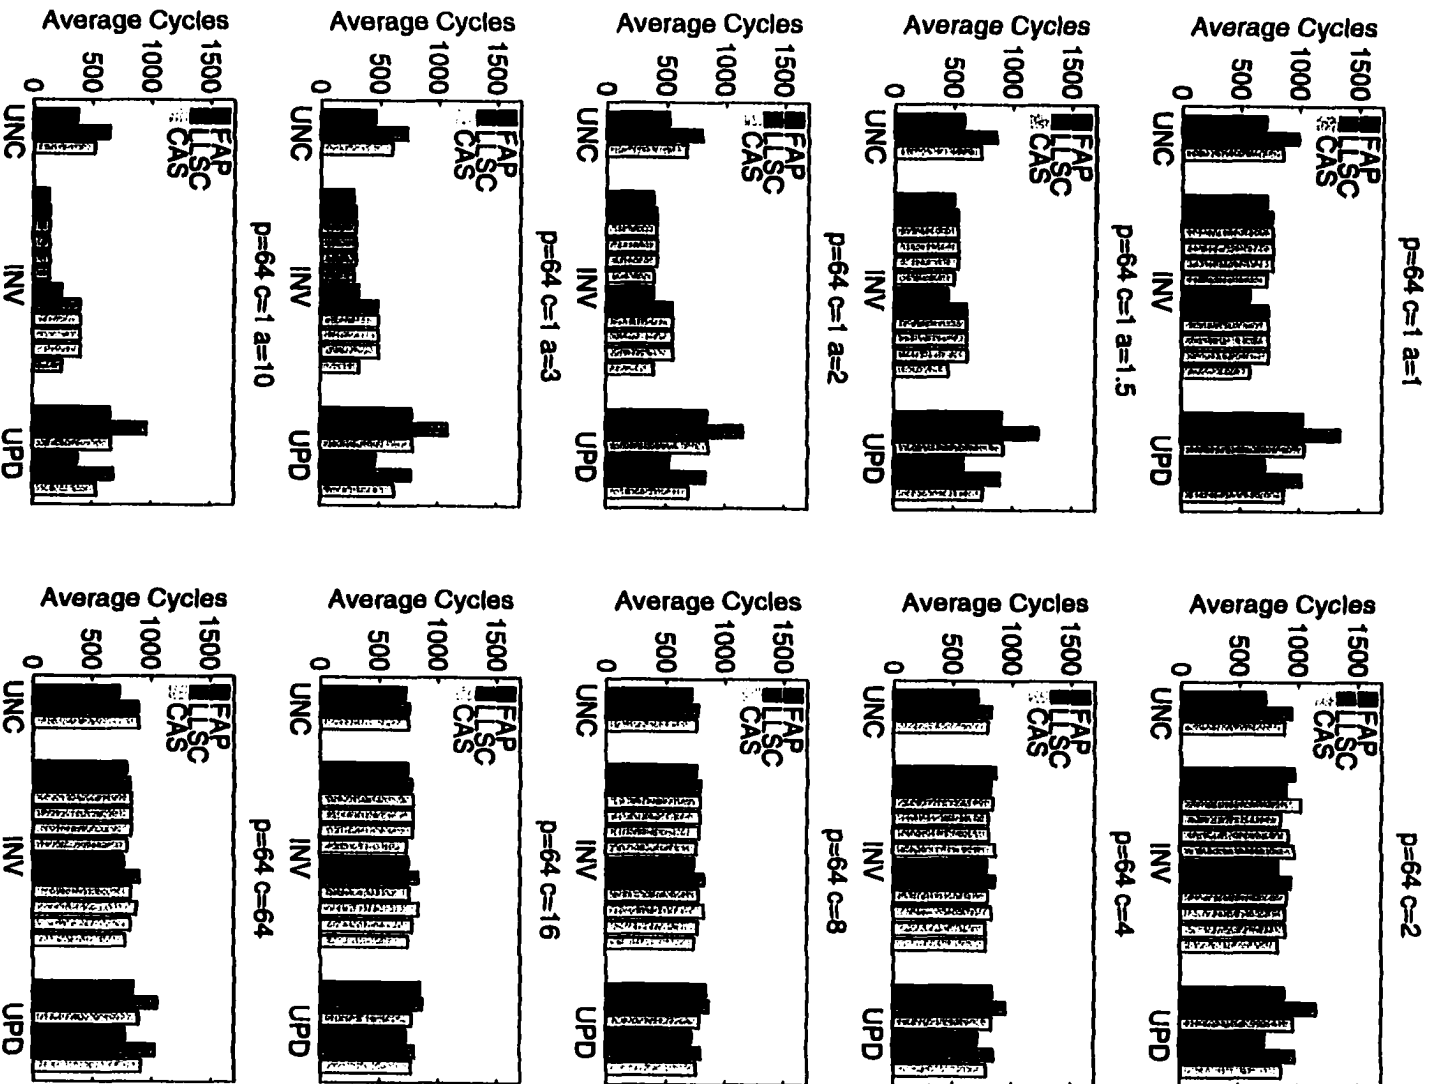 p=64 c=1 a=1
Average Cycles
1500
1000
500
0
FAP
LLSC
CAS
UNC INV UPD
p=64 c=2
Average Cycles
1500
1000
500
0
FAP
LLSC
CAS
UNC INV UPD
p=64 c=1 a=1.5
Average Cycles
1500
1000
500
0
FAP
LLSC
CAS
UNC INV UPD
p=64 c=4
Average Cycles
1500
1000
500
0
FAP
LLSC
CAS
UNC INV UPD
p=64 c=1 a=2
Average Cycles
1500
1000
500
0
FAP
LLSC
CAS
UNC INV UPD
p=64 c=8
Average Cycles
1500
1000
500
0
FAP
LLSC
CAS
UNC INV UPD
p=64 c=1 a=3
Average Cycles
1500
1000
500
0
FAP
LLSC
CAS
UNC INV UPD
p=64 c=16
Average Cycles
1500
1000
500
0
FAP
LLSC
CAS
UNC INV UPD
p=64 c=1 a=10
Average Cycles
1500
1000
500
0
FAP
LLSC
CAS
UNC INV UPD
p=64 c=64
Average Cycles
1500
1000
500
0
FAP
LLSC
CAS
UNC INV UPD